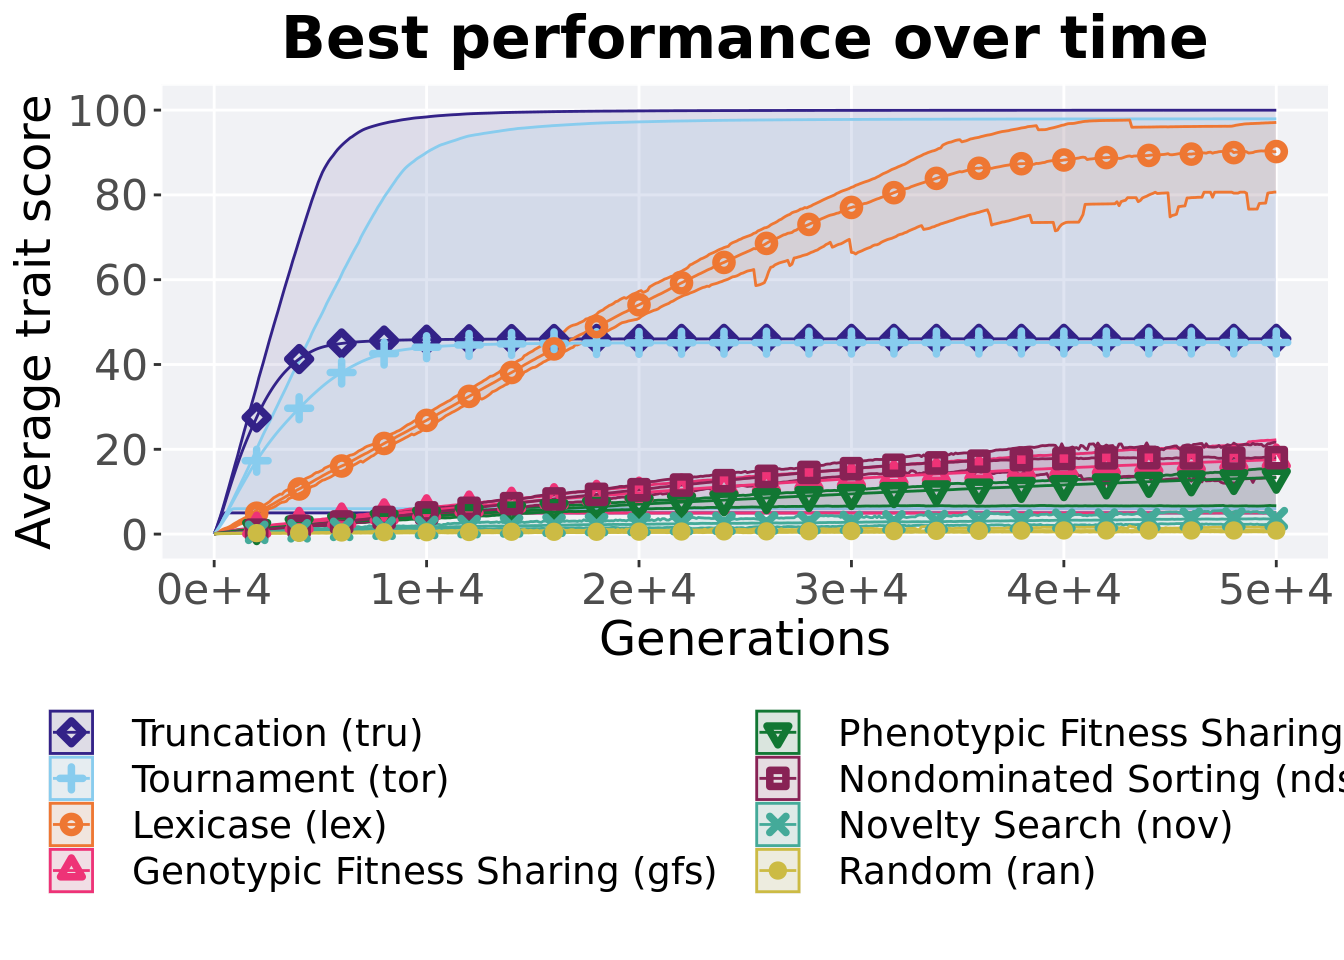 Best performance over time
Average trait score
100
80
60
40
20
0
0e+4 1e+4 2e+4 3e+4 4e+4 5e+4
Generations
Truncation (tru)
Tournament (tor)
Lexicase (lex)
Genotypic Fitness Sharing (gfs)
Phenotypic Fitness Sharing
Nondominated Sorting (nds
Novelty Search (nov)
Random (ran)